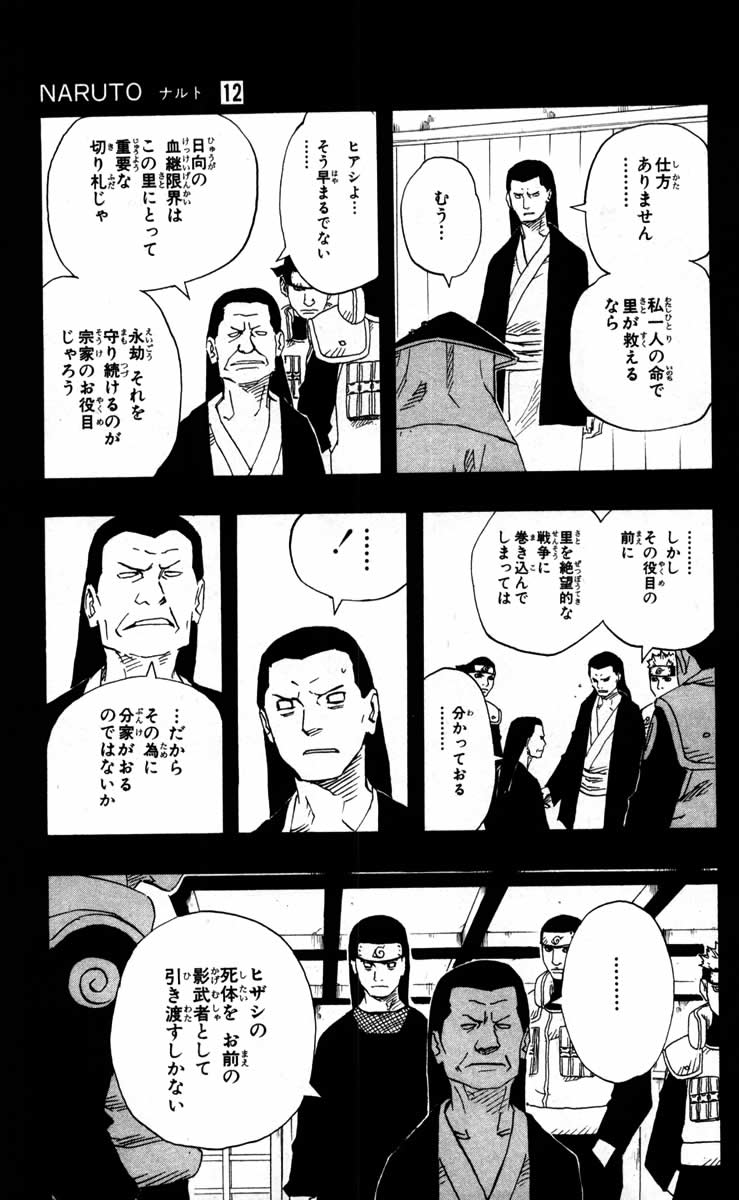 NARUTO ナルト 12
仕方
ありません
………
私一人の命で
里が救える
なら
むう…
ヒアシよ…
そう早まるでない
………
日向の
血継限界は
この里にとって
重要な
切り札じゃ
永劫 それを
守り続けるのが
宗家のお役目
じゃろう
………
しかし
その役目の
前に
里を絶望的な
戦争に
巻き込んで
しまっては
分かっておる
………
……
！
…だから
その為に
分家がおる
のではないか
……
ヒザシの
死体を お前の
影武者として
引き渡すしかない